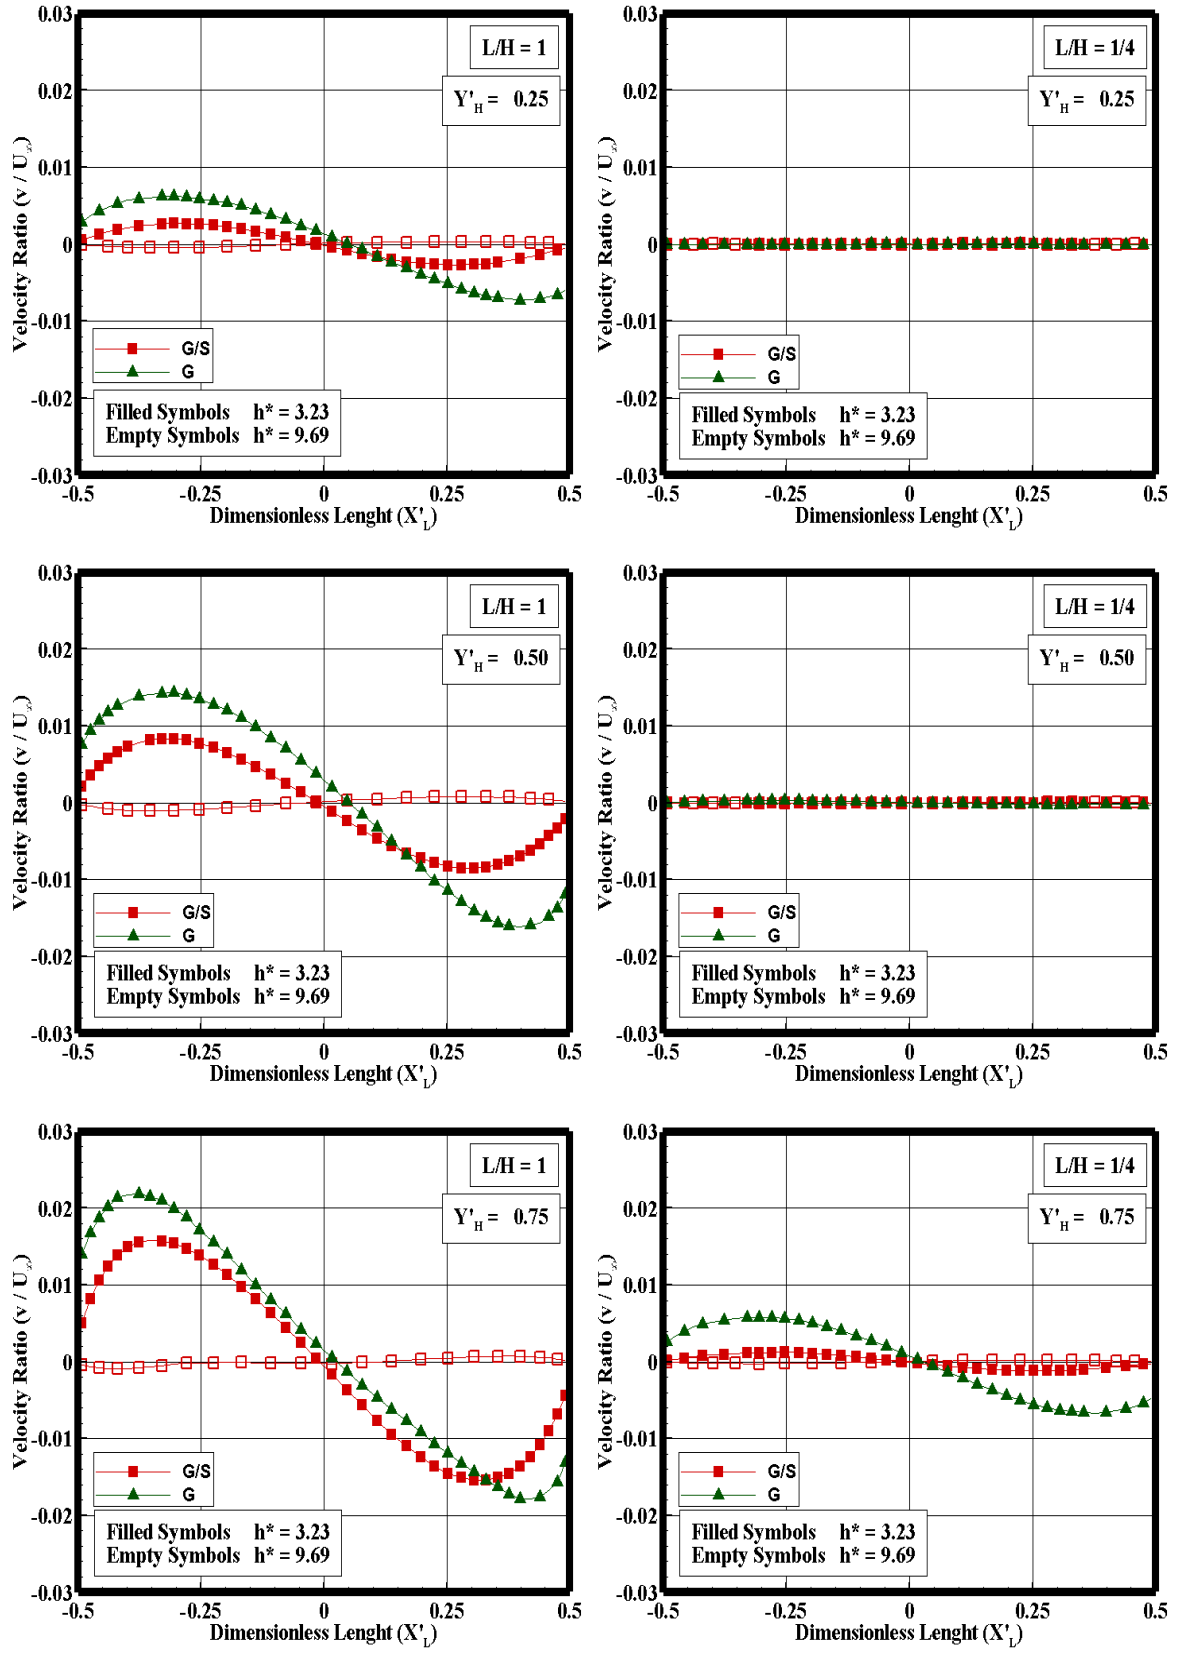 0.03
0.02
0.01
0
-0.01
-0.02
-0.03
Velocity Ratio (v / U∞)
L/H = 1
Y'H = 0.25
G/S
G
Filled Symbols h* = 3.23
Empty Symbols h* = 9.69
-0.5 -0.25 0 0.25 0.5
Dimensionless Lenght (X'L)
0.03
0.02
0.01
0
-0.01
-0.02
-0.03
Velocity Ratio (v / U∞)
L/H = 1/4
Y'H = 0.25
G/S
G
Filled Symbols h* = 3.23
Empty Symbols h* = 9.69
-0.5 -0.25 0 0.25 0.5
Dimensionless Lenght (X'L)
0.03
0.02
0.01
0
-0.01
-0.02
-0.03
Velocity Ratio (v / U∞)
L/H = 1
Y'H = 0.50
G/S
G
Filled Symbols h* = 3.23
Empty Symbols h* = 9.69
-0.5 -0.25 0 0.25 0.5
Dimensionless Lenght (X'L)
0.03
0.02
0.01
0
-0.01
-0.02
-0.03
Velocity Ratio (v / U∞)
L/H = 1/4
Y'H = 0.50
G/S
G
Filled Symbols h* = 3.23
Empty Symbols h* = 9.69
-0.5 -0.25 0 0.25 0.5
Dimensionless Lenght (X'L)
0.03
0.02
0.01
0
-0.01
-0.02
-0.03
Velocity Ratio (v / U∞)
L/H = 1
Y'H = 0.75
G/S
G
Filled Symbols h* = 3.23
Empty Symbols h* = 9.69
-0.5 -0.25 0 0.25 0.5
Dimensionless Lenght (X'L)
0.03
0.02
0.01
0
-0.01
-0.02
-0.03
Velocity Ratio (v / U∞)
L/H = 1/4
Y'H = 0.75
G/S
G
Filled Symbols h* = 3.23
Empty Symbols h* = 9.69
-0.5 -0.25 0 0.25 0.5
Dimensionless Lenght (X'L)